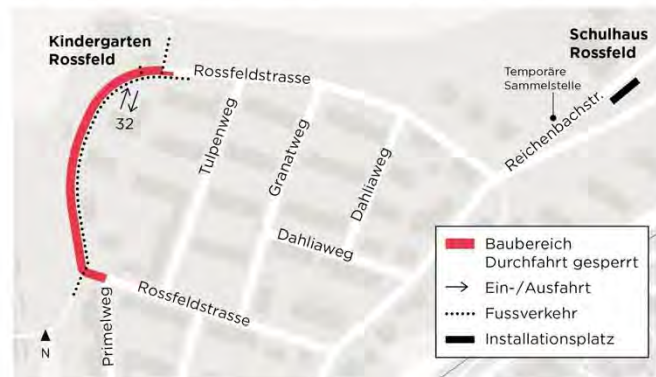 Kindergarten
Rossfeld
Schulhaus
Rossfeld
Rossfeldstrasse
Temporäre
Sammelstelle
32
Reichenbachstr.
Tulpenweg
Granatweg
Dahliaweg
Dahliaweg
Rossfeldstrasse
Primelweg
N
Baubereich
Durchfahrt gesperrt
Ein-/Ausfahrt
Fussverkehr
Installationsplatz